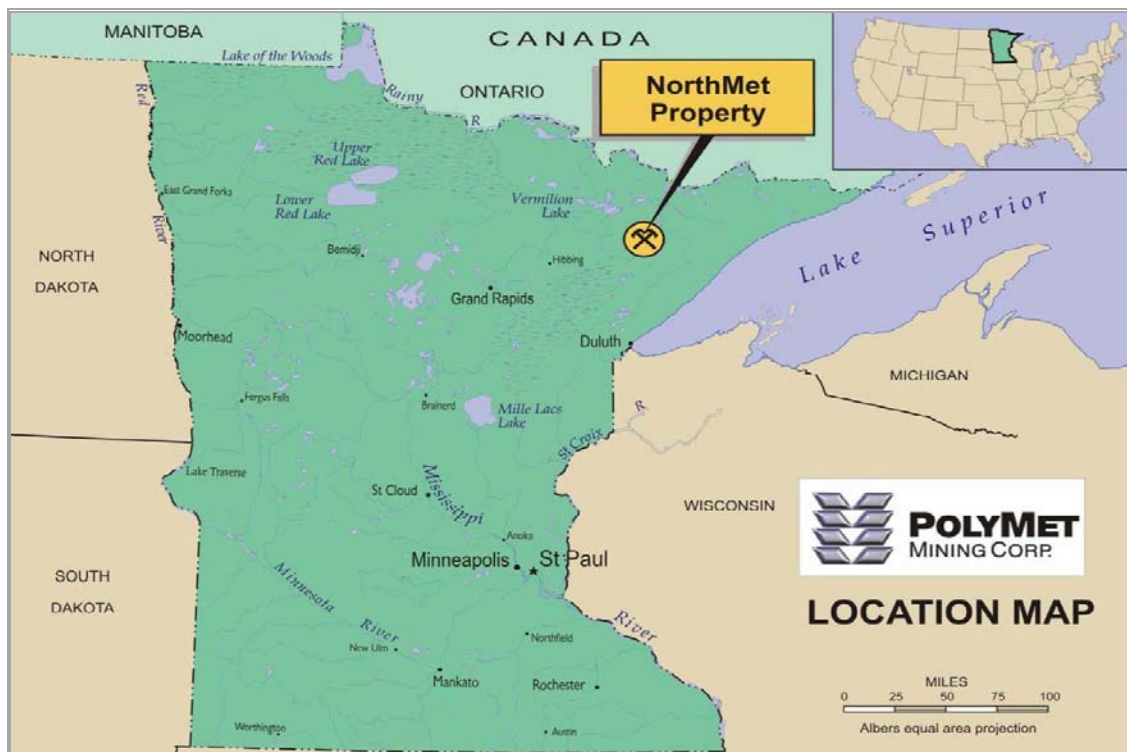 MANITOBA
CANADA
Lake of the Woods
Rainy
R
ONTARIO
NorthMet
Property
Red
River
Upper
Red Lake
Lower
Red Lake
Vermilion
Lake
East Grand Forks
Bemidji
Hibbing
Grand Rapids
Lake Superior
NORTH
DAKOTA
Moorhead
Duluth
MICHIGAN
Fergus Falls
Brainerd
Mille Lacs
Lake
St Croix
R
Lake Traverse
St Cloud
Mississippi
WISCONSIN
Anoka
Minneapolis
St Paul
POLYMET
MINING CORP.
SOUTH
DAKOTA
Minnesota
River
River
LOCATION MAP
Northfield
New Ulm
Mankato
Rochester
MILES
0 25 50 75 100
Albers equal area projection
Worthington
Austin